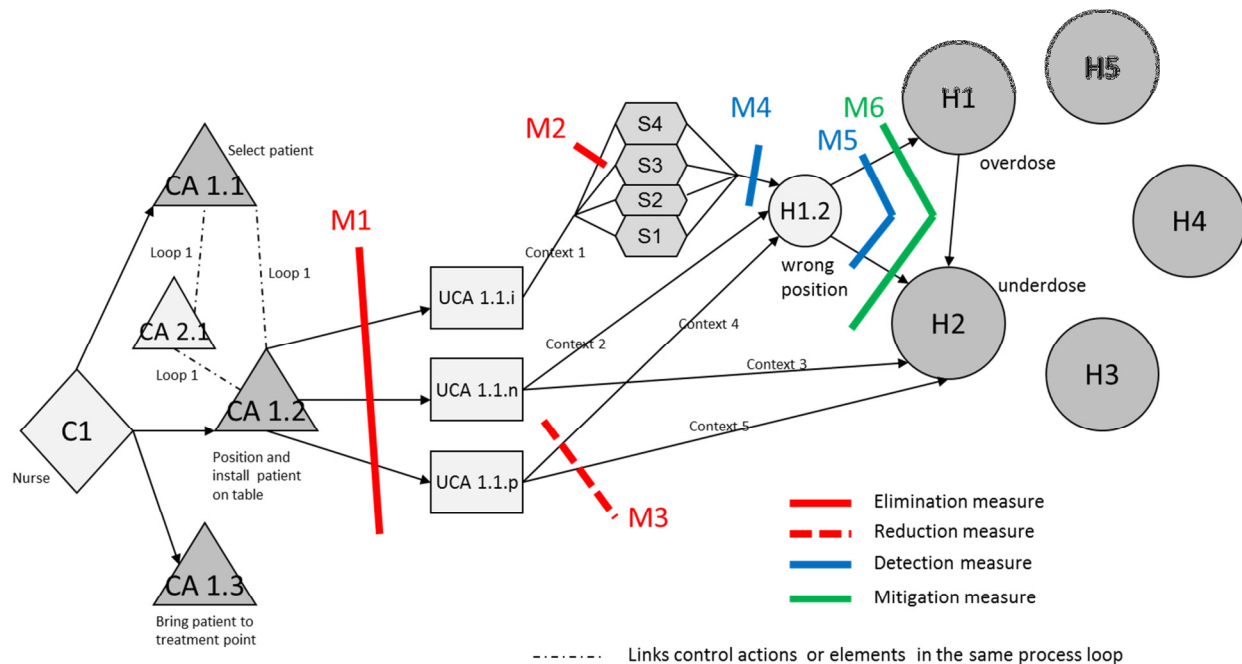 H5
H1
M6
M4
M5
M2
S4
Select patient
S3
overdose
CA 1.1
S2
H1.2
H4
M1
S1
Loop 1
Context 1
Loop 1
wrong
position
underdose
UCA 1.1.i
CA 2.1
H2
Context 4
Context 2
Context 3
H3
Loop 1
UCA 1.1.n
CA 1.2
C1
Context 5
Position and
install patient
on table
UCA 1.1.p
Nurse
M3
Elimination measure
Reduction measure
Detection measure
CA 1.3
Mitigation measure
Bring patient to
treatment point
Links control actions or elements in the same process loop